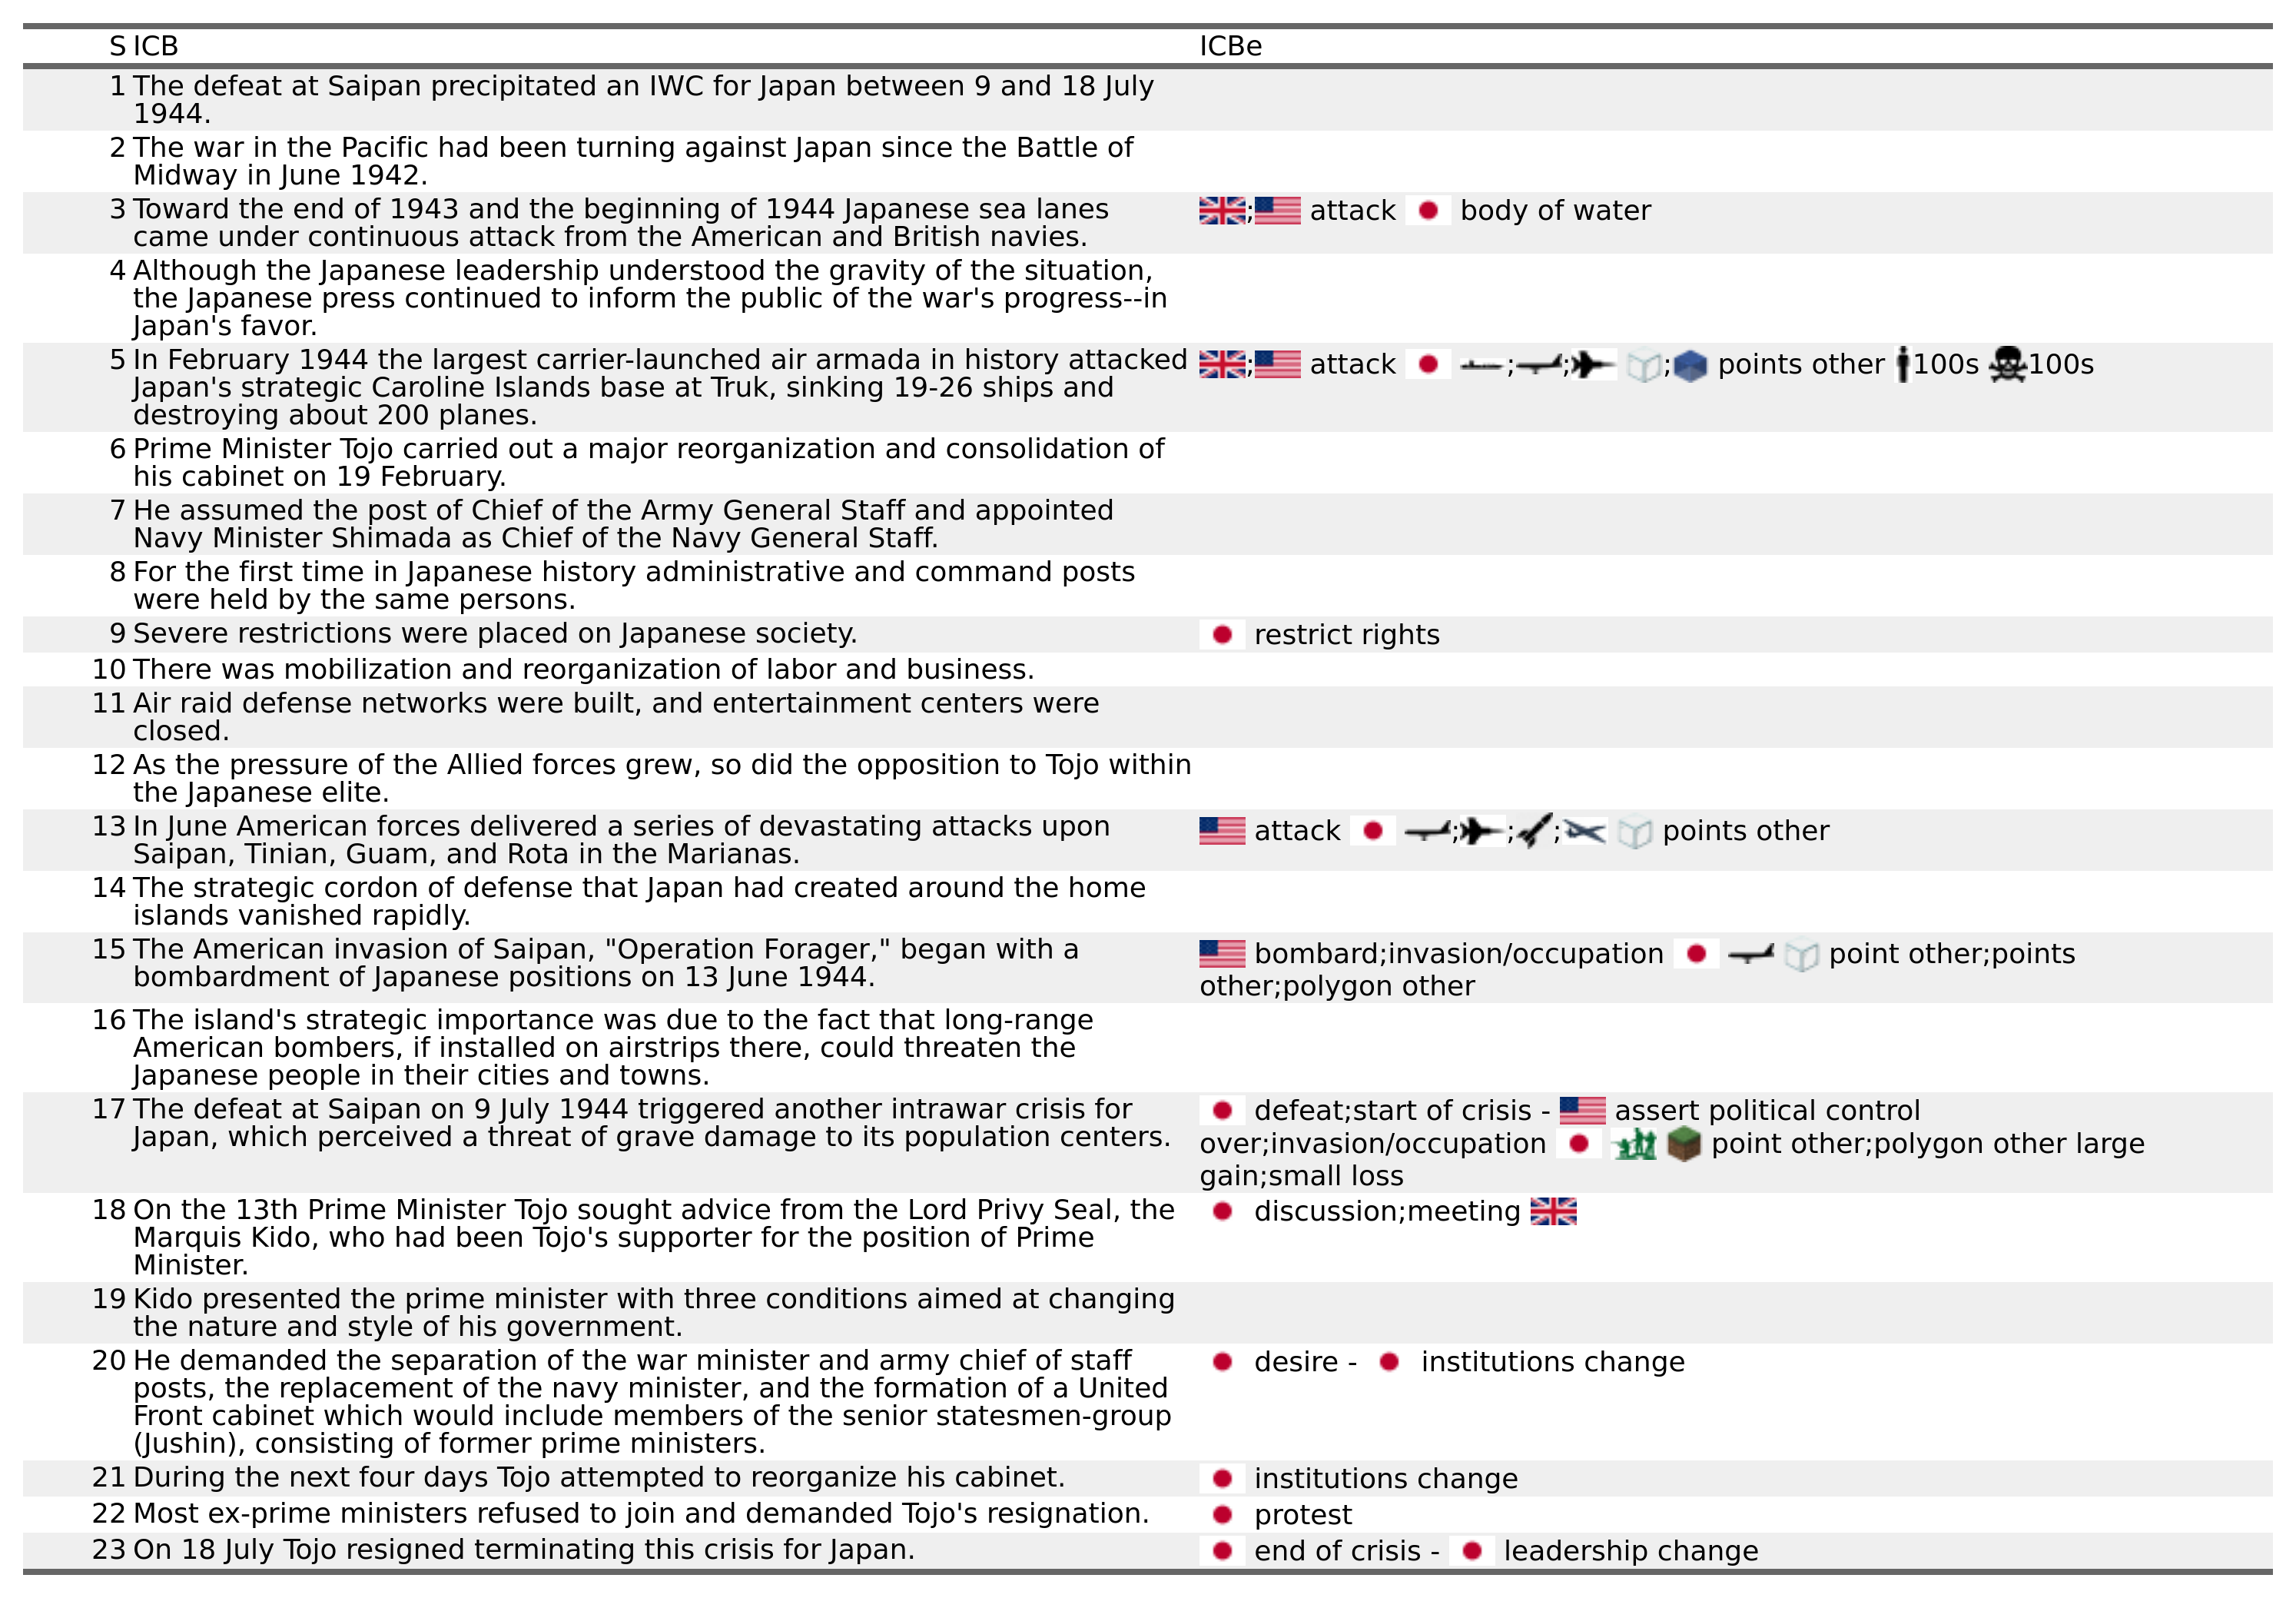 S ICB ICBe
1 The defeat at Saipan precipitated an IWC for Japan between 9 and 18 July
1944.
2 The war in the Pacific had been turning against Japan since the Battle of
Midway in June 1942.
3 Toward the end of 1943 and the beginning of 1944 Japanese sea lanes ; attack body of water
came under continuous attack from the American and British navies.
4 Although the Japanese leadership understood the gravity of the situation,
the Japanese press continued to inform the public of the war's progress--in
Japan's favor.
5 In February 1944 the largest carrier-launched air armada in history attacked ; attack ; ; ; points other 100s 100s
Japan's strategic Caroline Islands base at Truk, sinking 19-26 ships and
destroying about 200 planes.
6 Prime Minister Tojo carried out a major reorganization and consolidation of
his cabinet on 19 February.
7 He assumed the post of Chief of the Army General Staff and appointed
Navy Minister Shimada as Chief of the Navy General Staff.
8 For the first time in Japanese history administrative and command posts
were held by the same persons.
9 Severe restrictions were placed on Japanese society. restrict rights
10 There was mobilization and reorganization of labor and business.
11 Air raid defense networks were built, and entertainment centers were
closed.
12 As the pressure of the Allied forces grew, so did the opposition to Tojo within
the Japanese elite.
13 In June American forces delivered a series of devastating attacks upon attack ; ; ; points other
Saipan, Tinian, Guam, and Rota in the Marianas.
14 The strategic cordon of defense that Japan had created around the home
islands vanished rapidly.
15 The American invasion of Saipan, "Operation Forager," began with a bombard;invasion/occupation point other;points
bombardment of Japanese positions on 13 June 1944. other;polygon other
16 The island's strategic importance was due to the fact that long-range
American bombers, if installed on airstrips there, could threaten the
Japanese people in their cities and towns.
17 The defeat at Saipan on 9 July 1944 triggered another intrawar crisis for defeat;start of crisis - assert political control
Japan, which perceived a threat of grave damage to its population centers. over;invasion/occupation point other;polygon other large
gain;small loss
18 On the 13th Prime Minister Tojo sought advice from the Lord Privy Seal, the discussion;meeting
Marquis Kido, who had been Tojo's supporter for the position of Prime
Minister.
19 Kido presented the prime minister with three conditions aimed at changing
the nature and style of his government.
20 He demanded the separation of the war minister and army chief of staff desire - institutions change
posts, the replacement of the navy minister, and the formation of a United
Front cabinet which would include members of the senior statesmen-group
(Jushin), consisting of former prime ministers.
21 During the next four days Tojo attempted to reorganize his cabinet. institutions change
22 Most ex-prime ministers refused to join and demanded Tojo's resignation. protest
23 On 18 July Tojo resigned terminating this crisis for Japan. end of crisis - leadership change